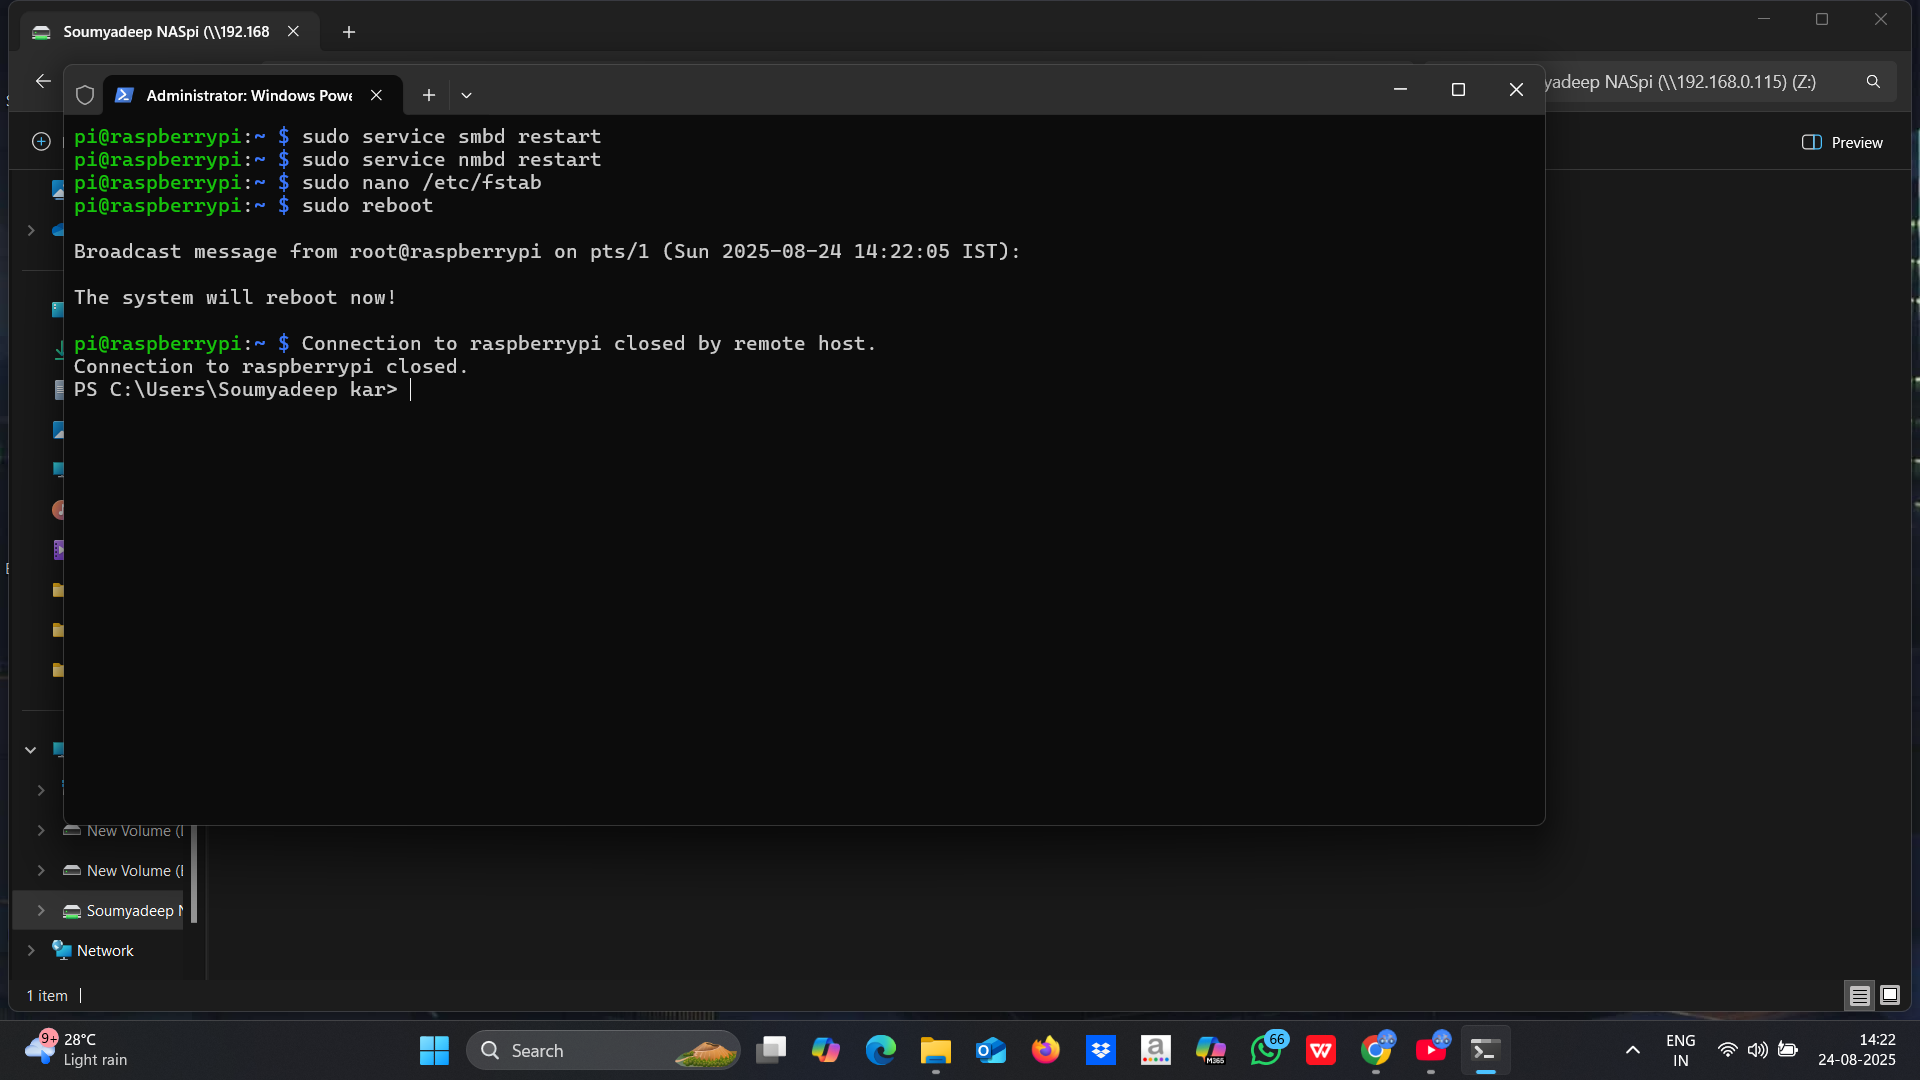 Soumyadeep NASpi (\\192.168
yadeep NASpi (\\192.168.0.115) (Z:)
Administrator: Windows Powe
Preview
pi@raspberrypi:~ $ sudo service smbd restart
pi@raspberrypi:~ $ sudo service nmbd restart
pi@raspberrypi:~ $ sudo nano /etc/fstab
pi@raspberrypi:~ $ sudo reboot
Broadcast message from root@raspberrypi on pts/1 (Sun 2025-08-24 14:22:05 IST):
The system will reboot now!
pi@raspberrypi:~ $ Connection to raspberrypi closed by remote host.
Connection to raspberrypi closed.
PS C:\Users\Soumyadeep kar>
New Volume (
New Volume (
Soumyadeep
Network
1 item
9+
28°C
Light rain
Search
M365
66
ENG
IN
14:22
24-08-2025